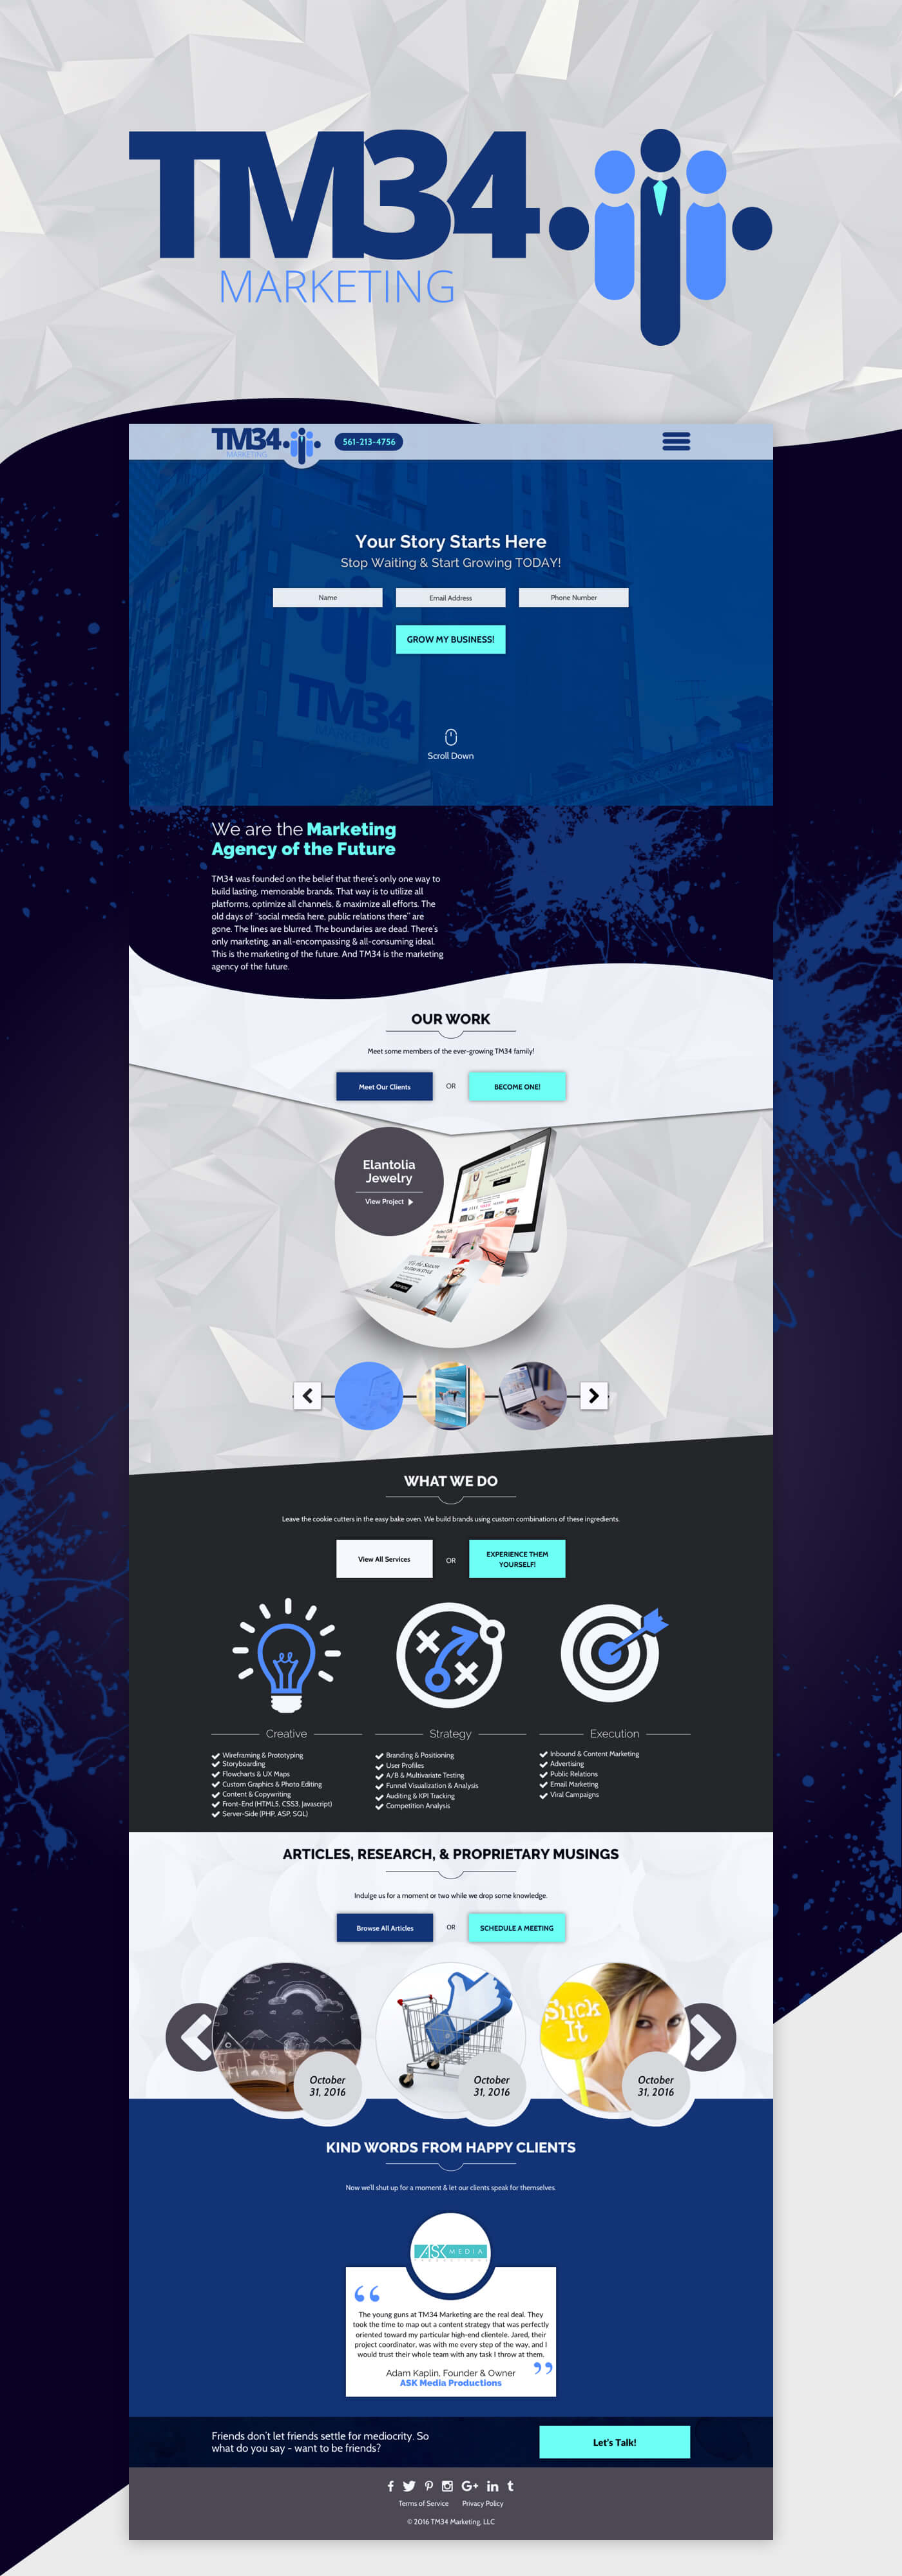 TM34
MARKETING
TM34
MARKETING
561-213-4756
Your Story Starts Here
Stop Waiting & Start Growing TODAY!
Name
Email Address
Phone Number
GROW MY BUSINESS!
TM34
MARKETING
Scroll Down
We are the Marketing
Agency of the Future
TM34 was founded on the belief that there's only one way to
build lasting, memorable brands. That way is to utilize all
platforms, optimize all channels, & maximize all efforts. The
old days of "social media here, public relations there" are
gone. The lines are blurred. The boundaries are dead. There's
only marketing, an all-encompassing & all-consuming ideal.
This is the marketing of the future. And TM34 is the marketing
agency of the future.
OUR WORK
Meet some members of the ever-growing TM34 family!
Meet Our Clients
OR
BECOME ONE!
Elantolia
Jewelry
View Project
WHAT WE DO
Leave the cookie cutters in the easy bake oven. We build brands using custom combinations of these ingredients.
View All Services
OR
EXPERIENCE THEM
YOURSELF!
Creative
Wireframing & Prototyping
Storyboarding
Flowcharts & UX Maps
Custom Graphics & Photo Editing
Content & Copywriting
Front-End (HTML5, CSS3, Javascript)
Server-Side (PHP, ASP, SQL)
Strategy
Branding & Positioning
User Profiles
A/B & Multivariate Testing
Funnel Visualization & Analysis
Auditing & KPI Tracking
Competition Analysis
Execution
Inbound & Content Marketing
Advertising
Public Relations
Email Marketing
Viral Campaigns
ARTICLES, RESEARCH, & PROPRIETARY MUSINGS
Indulge us for a moment or two while we drop some knowledge.
Browse All Articles
OR
SCHEDULE A MEETING
Suck
It
October
31, 2016
October
31, 2016
October
31, 2016
KIND WORDS FROM HAPPY CLIENTS
Now we'll shut up for a moment & let our clients speak for themselves.
ASK MEDIA
The young guns at TM34 Marketing are the real deal. They
took the time to map out a content strategy that was perfectly
oriented toward my particular high-end clientele. Jared, their
project coordinator, was with me every step of the way, and I
would trust their whole team with any task I throw at them.
Adam Kaplin, Founder & Owner
ASK Media Productions
Friends don't let friends settle for mediocrity. So
what do you say - want to be friends?
Let's Talk!
Terms of Service
Privacy Policy
© 2016 TM34 Marketing, LLC